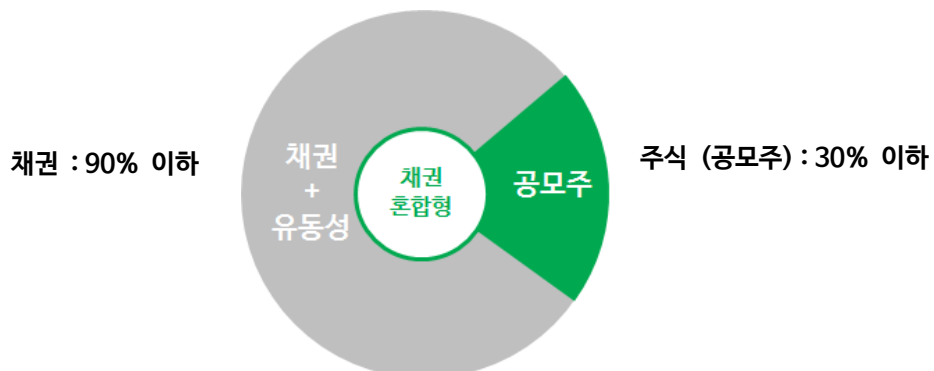 채권 : 90% 이하
채권
+
유동성
채권
혼합형
공모주
주식 (공모주) : 30% 이하